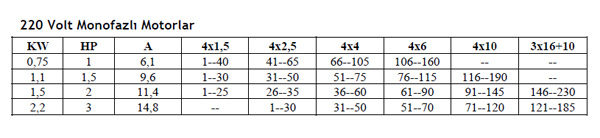 220 Volt Monofazlı Motorlar
KW HP A 4x1,5 4x2,5 4x4 4x6 4x10 3x16+10
0,75 1 6,1 1--40 41--65 66--105 106--160 -- --
1,1 1,5 9,6 1--30 31--50 51--75 76--115 116--190 --
1,5 2 11,4 1--25 26--35 36--60 61--90 91--145 146--230
2,2 3 14,8 -- 1--30 31--50 51--70 71--120 121--185